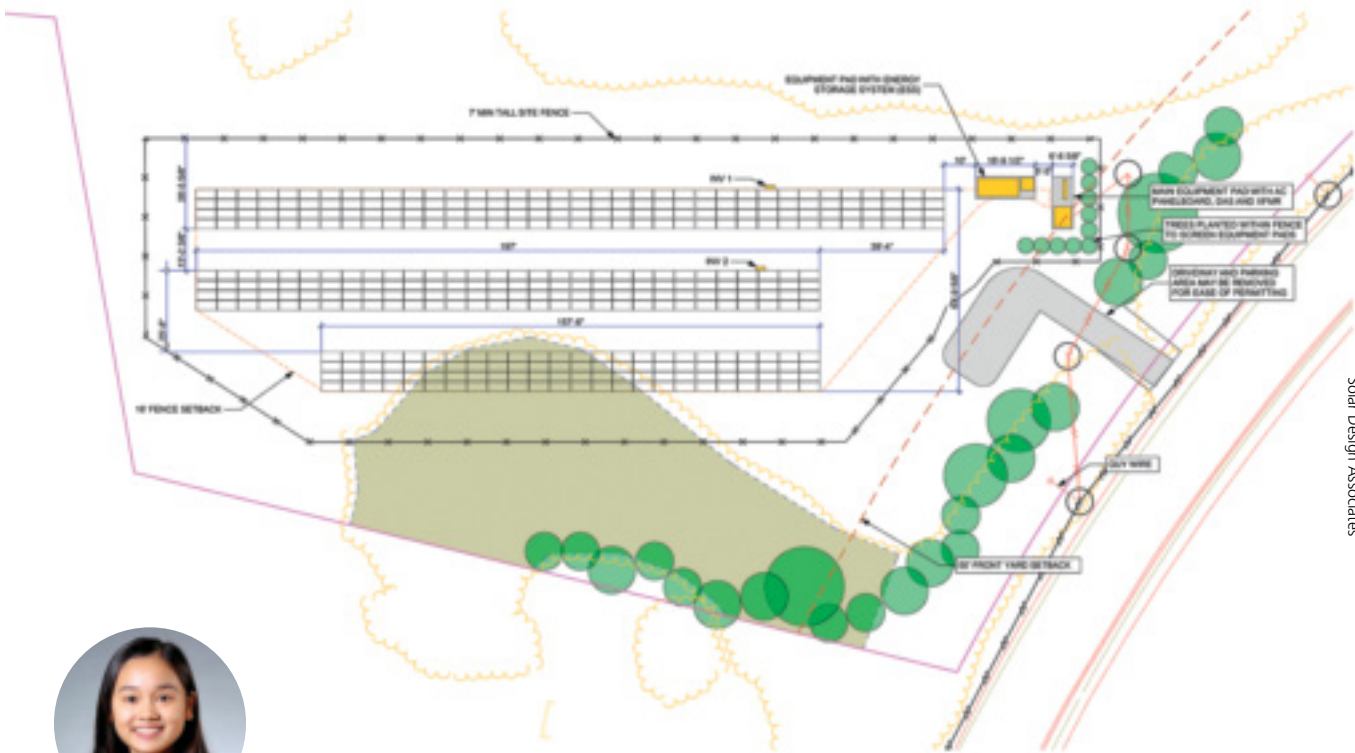 EQUIPMENT PAD WITH ENERGY
STORAGE SYSTEM (ESS)
7' MIN TALL SITE FENCE
INV 1
10'
MAIN EQUIPMENT PAD WITH AC
PANELBOARD, DAS AND XFMR
TREES PLANTED WITHIN FENCE
TO SCREEN EQUIPMENT PADS
INV 2
DRIVEWAY AND PARKING
AREA MAY BE REMOVED
FOR EASE OF PERMITTING
157'-6"
FENCE SETBACK
GUY WIRE
FRONT YARD SETBACK
Solar Design Associates